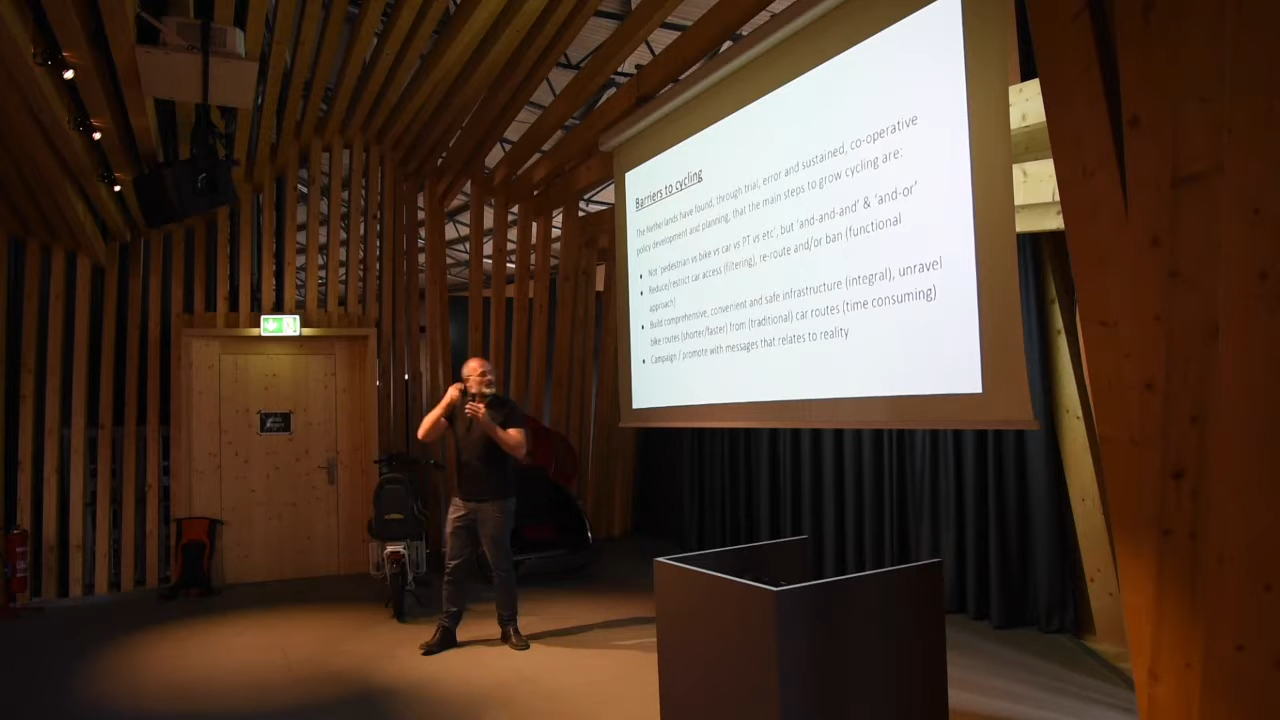 Barriers to cycling
The Netherlands have found, through trial, error and sustained, co-operative
policy development and planning, that the main steps to grow cycling are:
• Not 'pedestrian vs bike vs car vs PT vs etc', but 'and-and-and' & 'and-or'
• Reduce/restrict car access (filtering), re-route and/or ban (functional
approach)
• Build comprehensive, convenient and safe infrastructure (integral), unravel
bike routes (shorter/faster) from (traditional) car routes (time consuming)
• Campaign / promote with messages that relates to reality